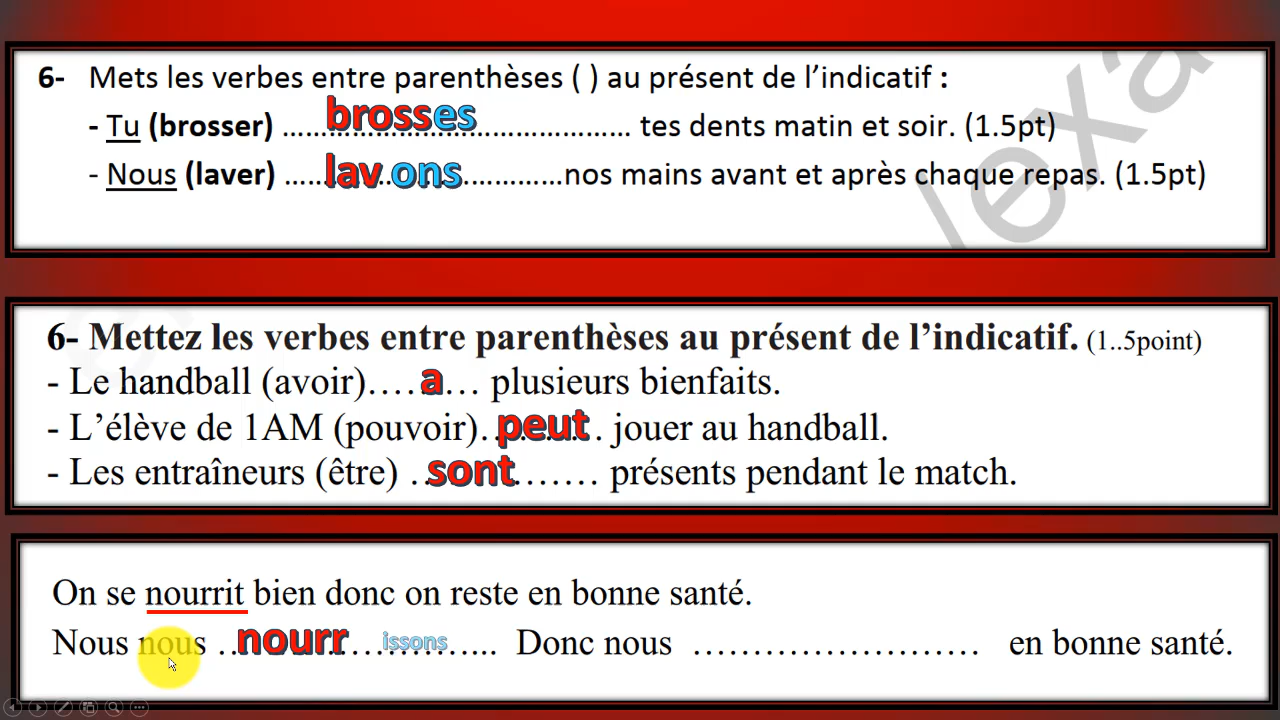 6- Mets les verbes entre parenthèses ( ) au présent de l’indicatif :
- Tu (brosser) ......brosses........................ tes dents matin et soir. (1.5pt)
- Nous (laver) ......lavons...............nos mains avant et après chaque repas. (1.5pt)
lexa
6- Mettez les verbes entre parenthèses au présent de l’indicatif. (1..5point)
- Le handball (avoir)…..a… plusieurs bienfaits.
- L’élève de 1AM (pouvoir). peut . jouer au handball.
- Les entraîneurs (être) ..sont……. présents pendant le match.
On se nourrit bien donc on reste en bonne santé.
Nous nous ..nourrissons….. Donc nous …………………… en bonne santé.